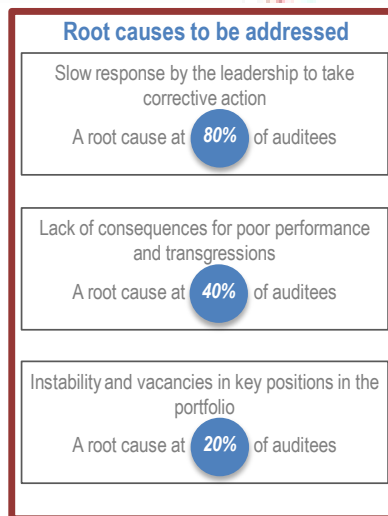 Root causes to be addressed
Slow response by the leadership to take
corrective action
A root cause at 80% of auditees
Lack of consequences for poor performance
and transgressions
A root cause at 40% of auditees
Instability and vacancies in key positions in the
portfolio
A root cause at 20% of auditees